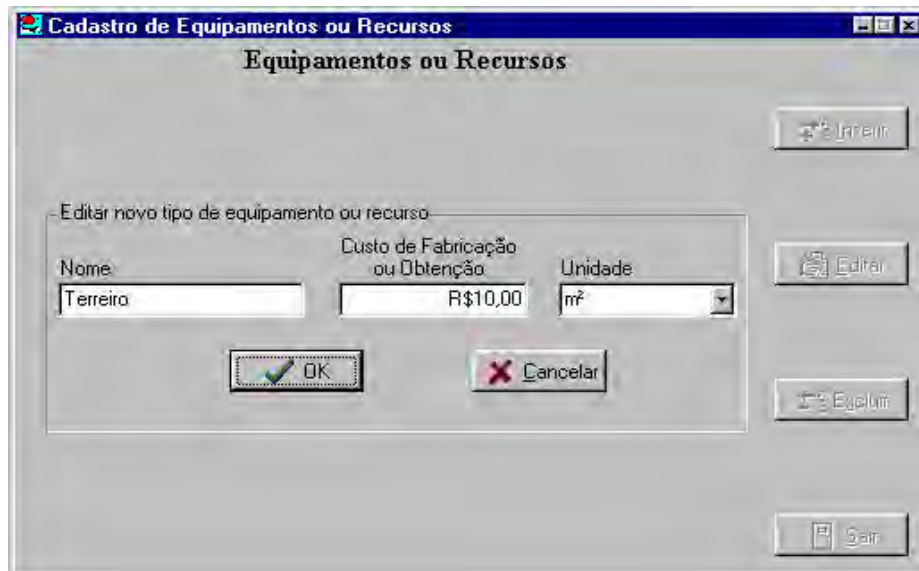 Cadastro de Equipamentos ou Recursos
Equipamentos ou Recursos
Inserir
Editar novo tipo de equipamento ou recurso
Custo de Fabricação
ou Obtenção
Nome
Unidade
Terreiro
R$10,00
m²
Editar
OK
Cancelar
Excluir
Sair